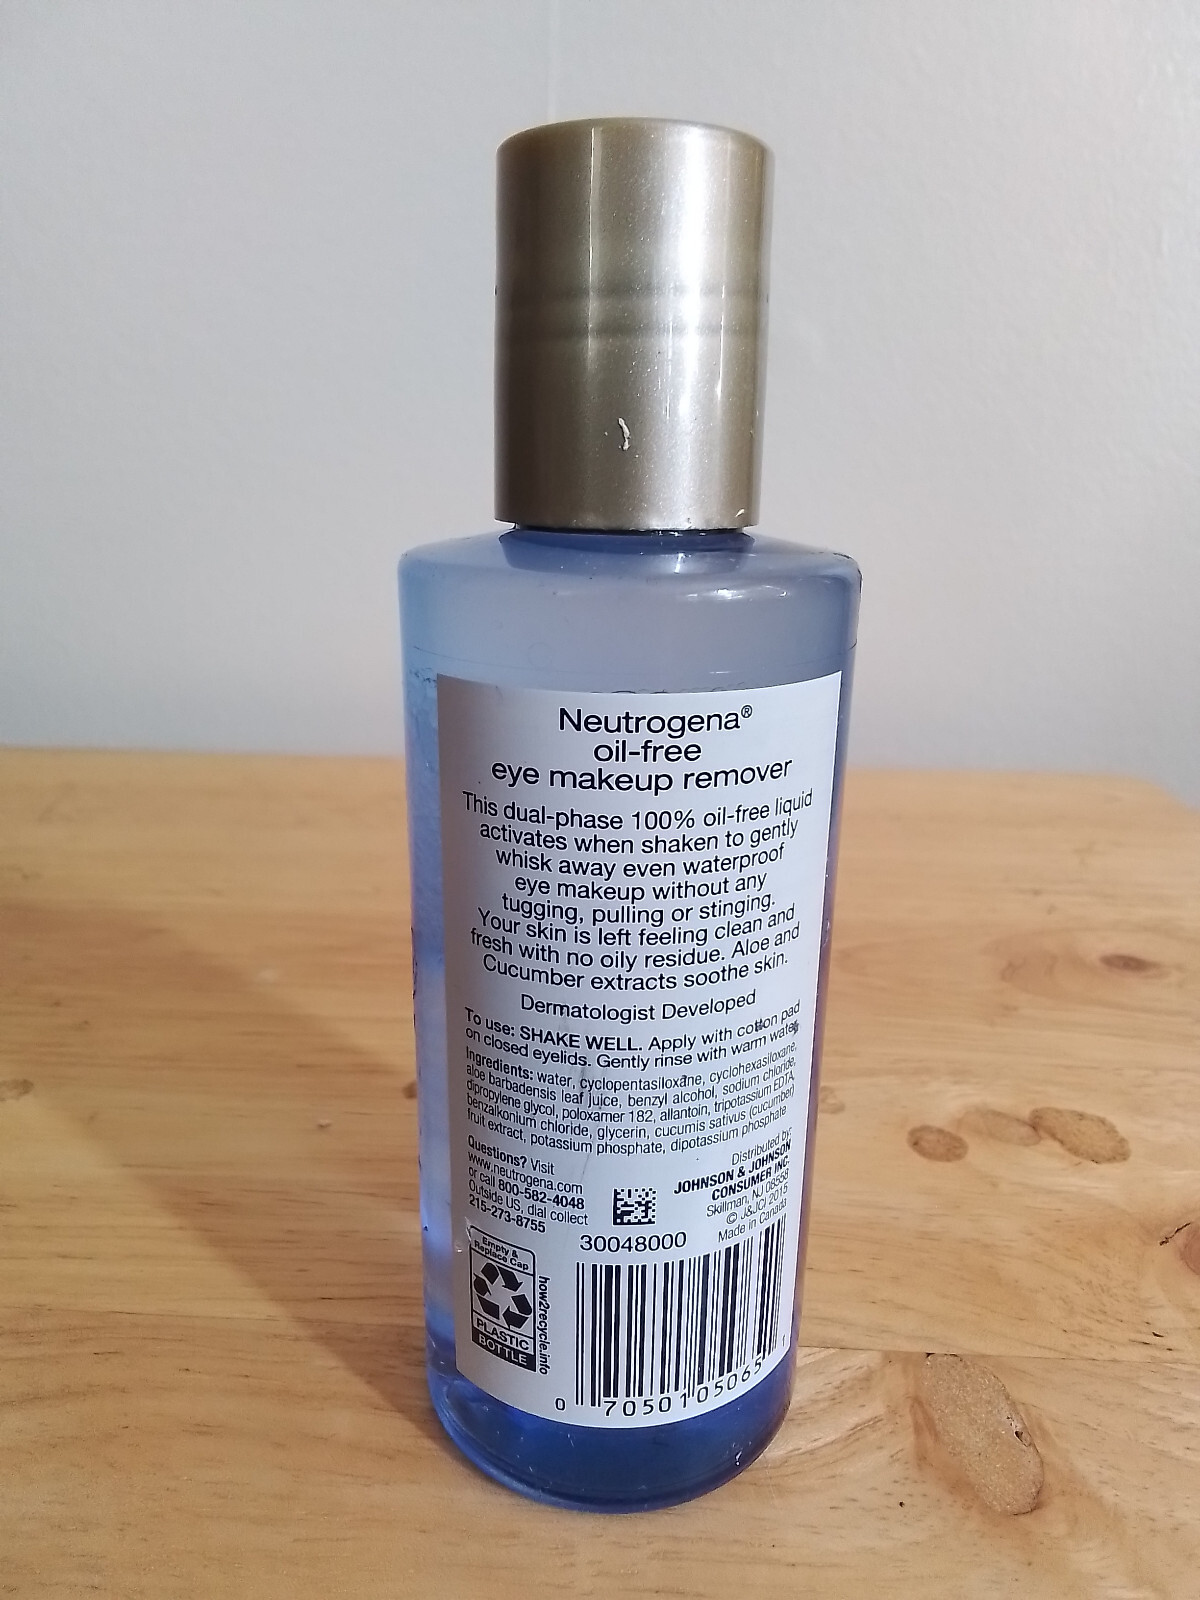 Neutrogena®
oil-free
eye makeup remover
This dual-phase 100% oil-free liquid
activates when shaken to gently
whisk away even waterproof
eye makeup without any
tugging, pulling or stinging.
Your skin is left feeling clean and
fresh with no oily residue. Aloe and
Cucumber extracts soothe skin.
Dermatologist Developed
To use: SHAKE WELL. Apply with cotton pad
on closed eyelids. Gently rinse with warm water.
Ingredients: water, cyclopentasiloxane, cyclohexasiloxane,
aloe barbadensis leaf juice, benzyl alcohol, sodium chloride,
dipropylene glycol, poloxamer 182, allantoin, tripotassium EDTA,
benzalkonium chloride, glycerin, cucumis sativus (cucumber)
fruit extract, potassium phosphate, dipotassium phosphate
Questions? Visit
www.neutrogena.com
or call 800-582-4048
Outside US, dial collect
215-273-8755
Distributed by:
JOHNSON & JOHNSON
CONSUMER INC.
Skillman, NJ 08558
© J&JCI 2015
Made in Canada
30048000
Empty &
Replace Cap
PLASTIC
BOTTLE
how2recycle.info
0 70501 05065 1